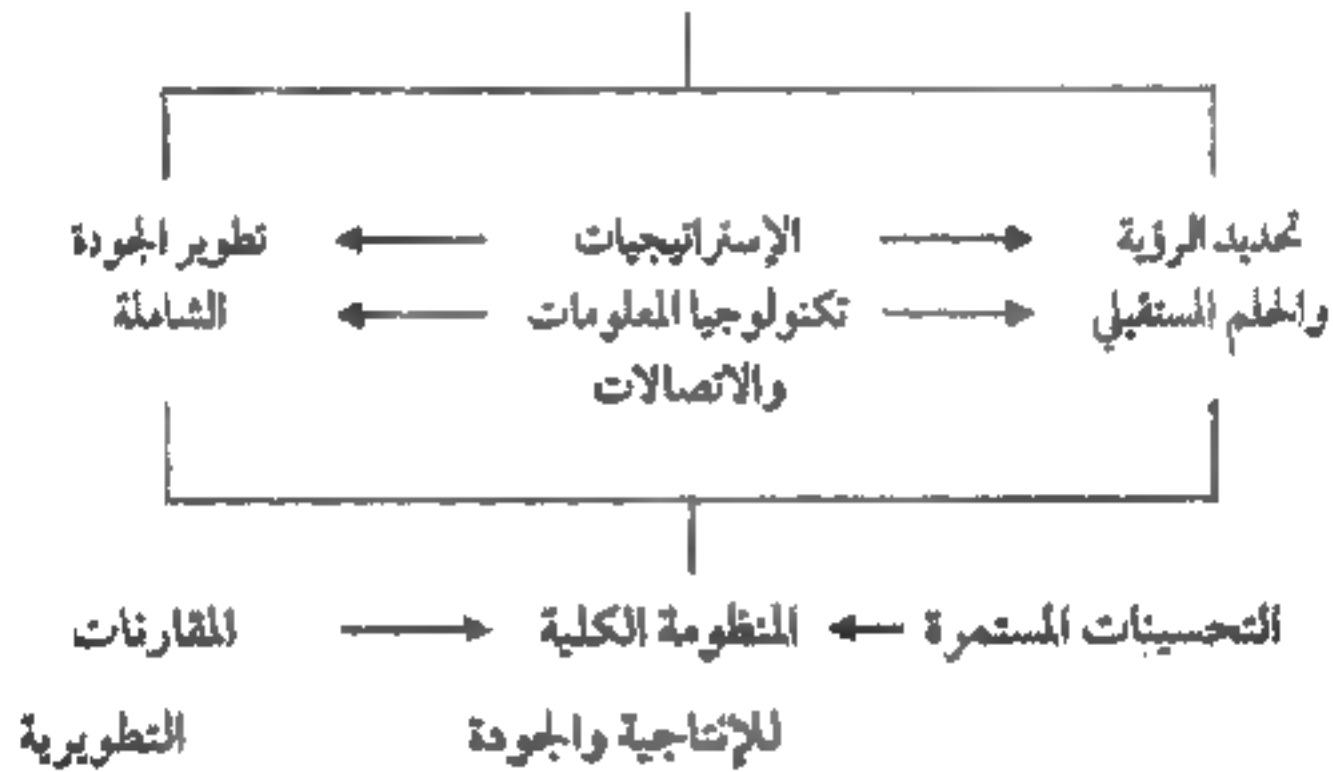 تحديد الرؤية
والحلم المستقبلي
الإستراتيجيات
تكنولوجيا المعلومات
والاتصالات
تطوير الجودة
الشاملة
التحسينات المستمرة
المنظومة الكلية
للإنتاجية والجودة
المقارنات
التطويرية